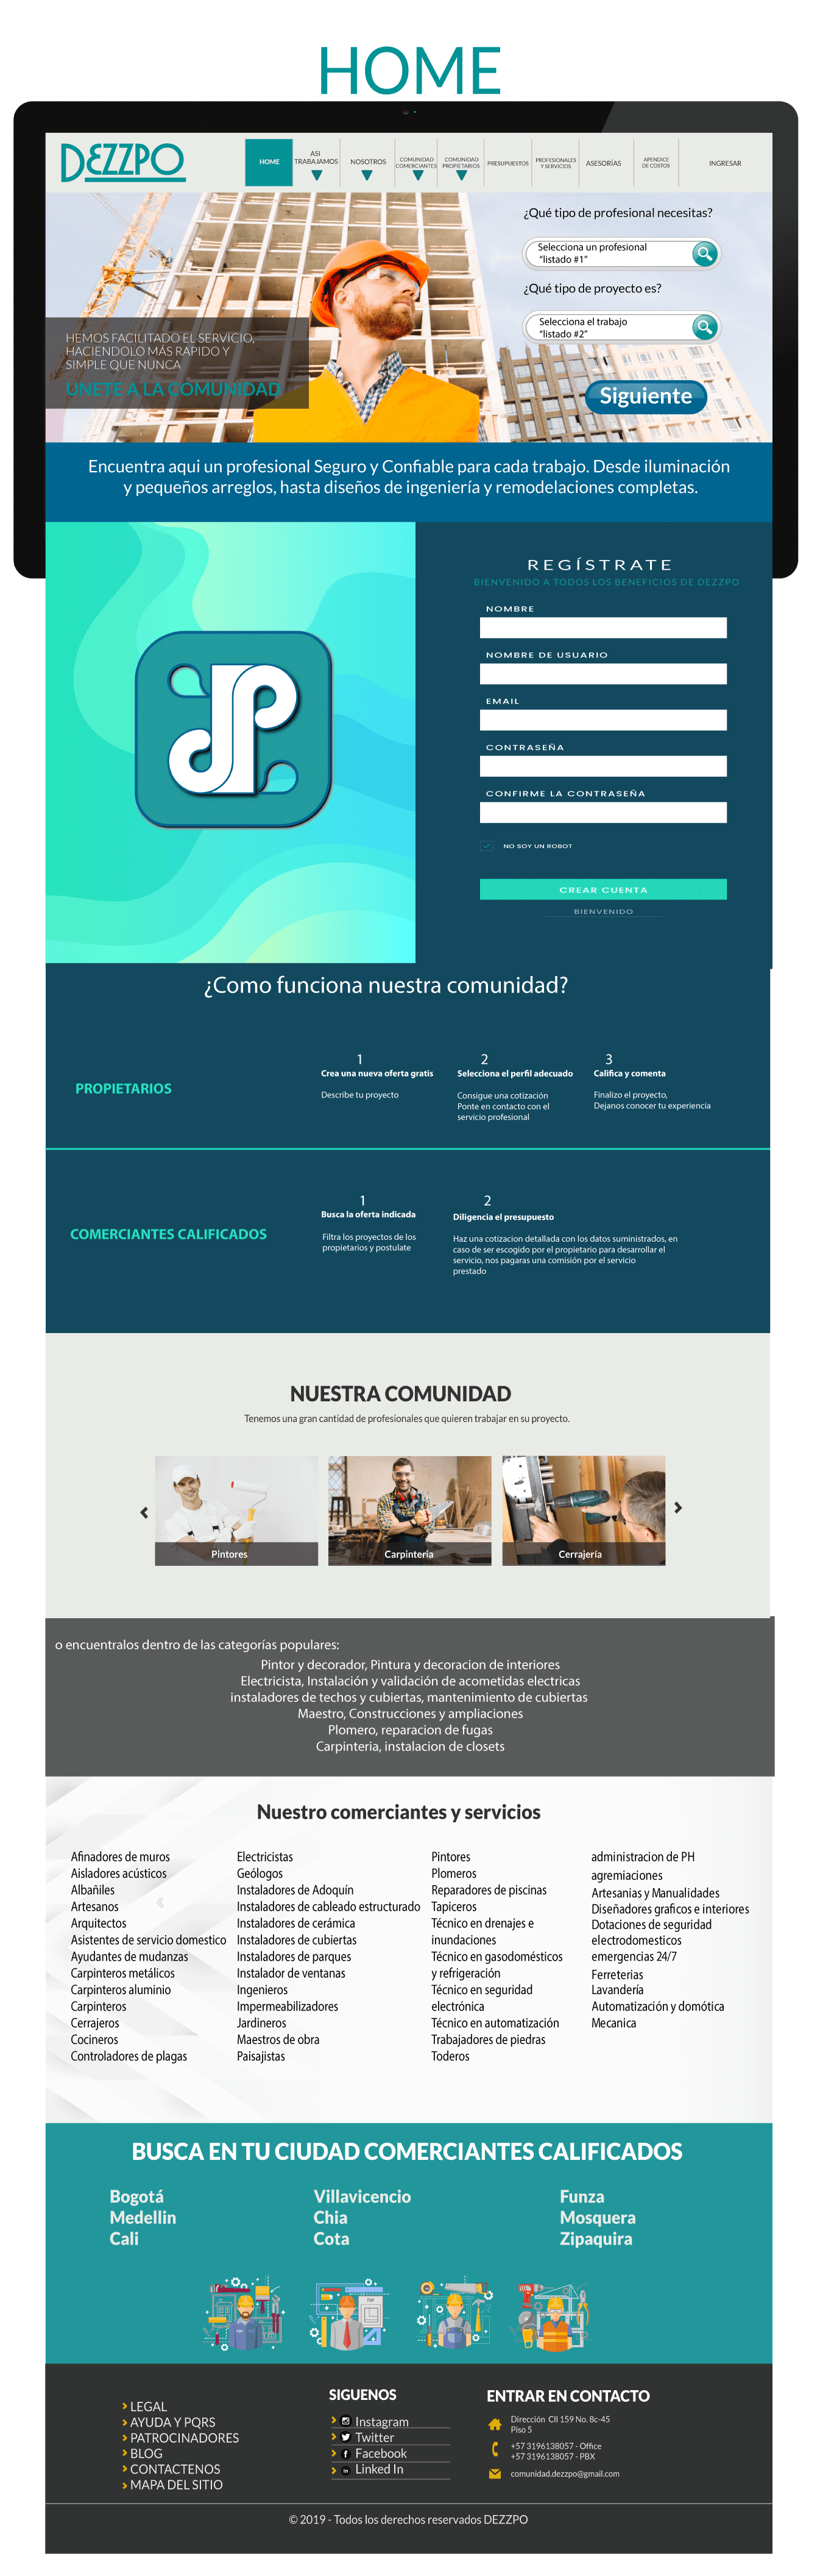 HOME
DEZZPO
HOME
ASI
TRABAJAMOS
NOSOTROS
COMUNIDAD
COMERCIANTES
COMUNIDAD
PROPIETARIOS
PRESUPUESTOS
PROFESIONALES
Y SERVICIOS
ASESORÍAS
APENDICE
DE COSTOS
INGRESAR
¿Qué tipo de profesional necesitas?
Selecciona un profesional
"listado #1"
¿Qué tipo de proyecto es?
Selecciona el trabajo
"listado #2"
Siguiente
HEMOS FACILITADO EL SERVICIO,
HACIENDOLO MÁS RAPIDO Y
SIMPLE QUE NUNCA
UNETE A LA COMUNIDAD
Encuentra aqui un profesional Seguro y Confiable para cada trabajo. Desde iluminación
y pequeños arreglos, hasta diseños de ingeniería y remodelaciones completas.
REGÍSTRATE
BIENVENIDO A TODOS LOS BENEFICIOS DE DEZZPO
NOMBRE
NOMBRE DE USUARIO
EMAIL
CONTRASEÑA
CONFIRME LA CONTRASEÑA
NO SOY UN ROBOT
CREAR CUENTA
BIENVENIDO
¿Como funciona nuestra comunidad?
PROPIETARIOS
1
Crea una nueva oferta gratis
Describe tu proyecto
2
Selecciona el perfil adecuado
Consigue una cotización
Ponte en contacto con el
servicio profesional
3
Califica y comenta
Finalizo el proyecto,
Dejanos conocer tu experiencia
COMERCIANTES CALIFICADOS
1
Busca la oferta indicada
Filtra los proyectos de los
propietarios y postulate
2
Diligencia el presupuesto
Haz una cotizacion detallada con los datos suministrados, en
caso de ser escogido por el propietario para desarrollar el
servicio, nos pagaras una comisión por el servicio
prestado
NUESTRA COMUNIDAD
Tenemos una gran cantidad de profesionales que quieren trabajar en su proyecto.
Pintores
Carpinteria
Cerrajería
o encuentralos dentro de las categorías populares:
Pintor y decorador, Pintura y decoracion de interiores
Electricista, Instalación y validación de acometidas electricas
instaladores de techos y cubiertas, mantenimiento de cubiertas
Maestro, Construcciones y ampliaciones
Plomero, reparacion de fugas
Carpinteria, instalacion de closets
Nuestro comerciantes y servicios
Afinadores de muros
Aisladores acústicos
Albañiles
Artesanos
Arquitectos
Asistentes de servicio domestico
Ayudantes de mudanzas
Carpinteros metálicos
Carpinteros aluminio
Carpinteros
Cerrajeros
Cocineros
Controladores de plagas
Electricistas
Geólogos
Instaladores de Adoquín
Instaladores de cableado estructurado
Instaladores de cerámica
Instaladores de cubiertas
Instaladores de parques
Instalador de ventanas
Ingenieros
Impermeabilizadores
Jardineros
Maestros de obra
Paisajistas
Pintores
Plomeros
Reparadores de piscinas
Tapiceros
Técnico en drenajes e
inundaciones
Técnico en gasodomésticos
y refrigeración
Técnico en seguridad
electrónica
Técnico en automatización
Trabajadores de piedras
Toderos
administracion de PH
agremiaciones
Artesanias y Manualidades
Diseñadores graficos e interiores
Dotaciones de seguridad
electrodomesticos
emergencias 24/7
Ferreterias
Lavandería
Automatización y domótica
Mecanica
BUSCA EN TU CIUDAD COMERCIANTES CALIFICADOS
Bogotá
Medellin
Cali
Villavicencio
Chia
Cota
Funza
Mosquera
Zipaquira
LEGAL
AYUDA Y PQRS
PATROCINADORES
BLOG
CONTACTENOS
MAPA DEL SITIO
SIGUENOS
Instagram
Twitter
Facebook
Linked In
ENTRAR EN CONTACTO
Dirección Cll 159 No. 8c-45
Piso 5
+57 3196138057 - Office
+57 3196138057 - PBX
comunidad.dezzpo@gmail.com
© 2019 - Todos los derechos reservados DEZZPO